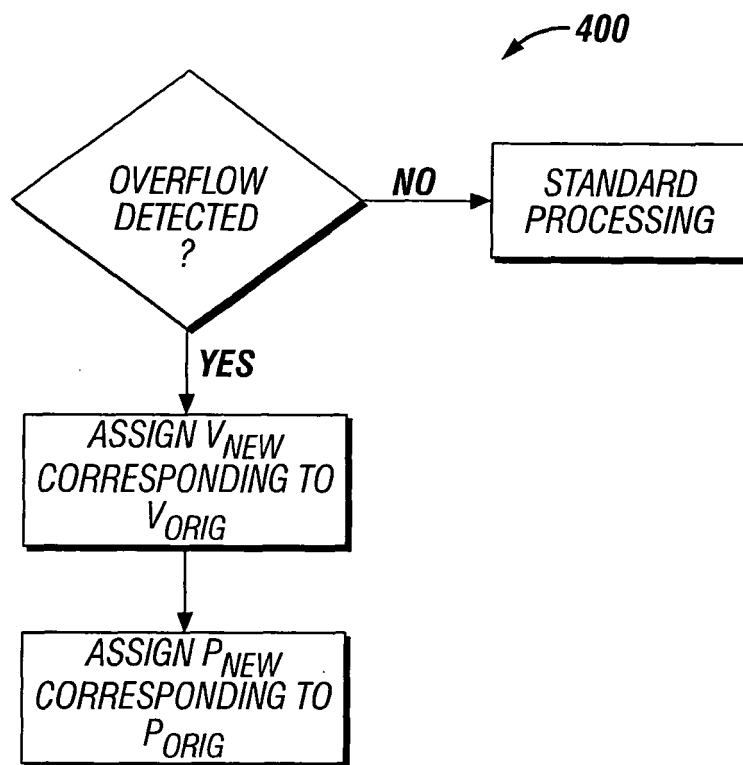 400
OVERFLOW
DETECTED
?
NO
STANDARD
PROCESSING
YES
ASSIGN V_NEW
CORRESPONDING TO
V_ORIG
ASSIGN P_NEW
CORRESPONDING TO
P_ORIG